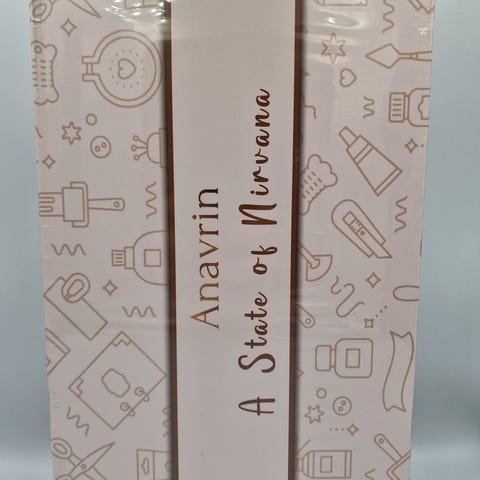 Anavrin
A State of Nirvana